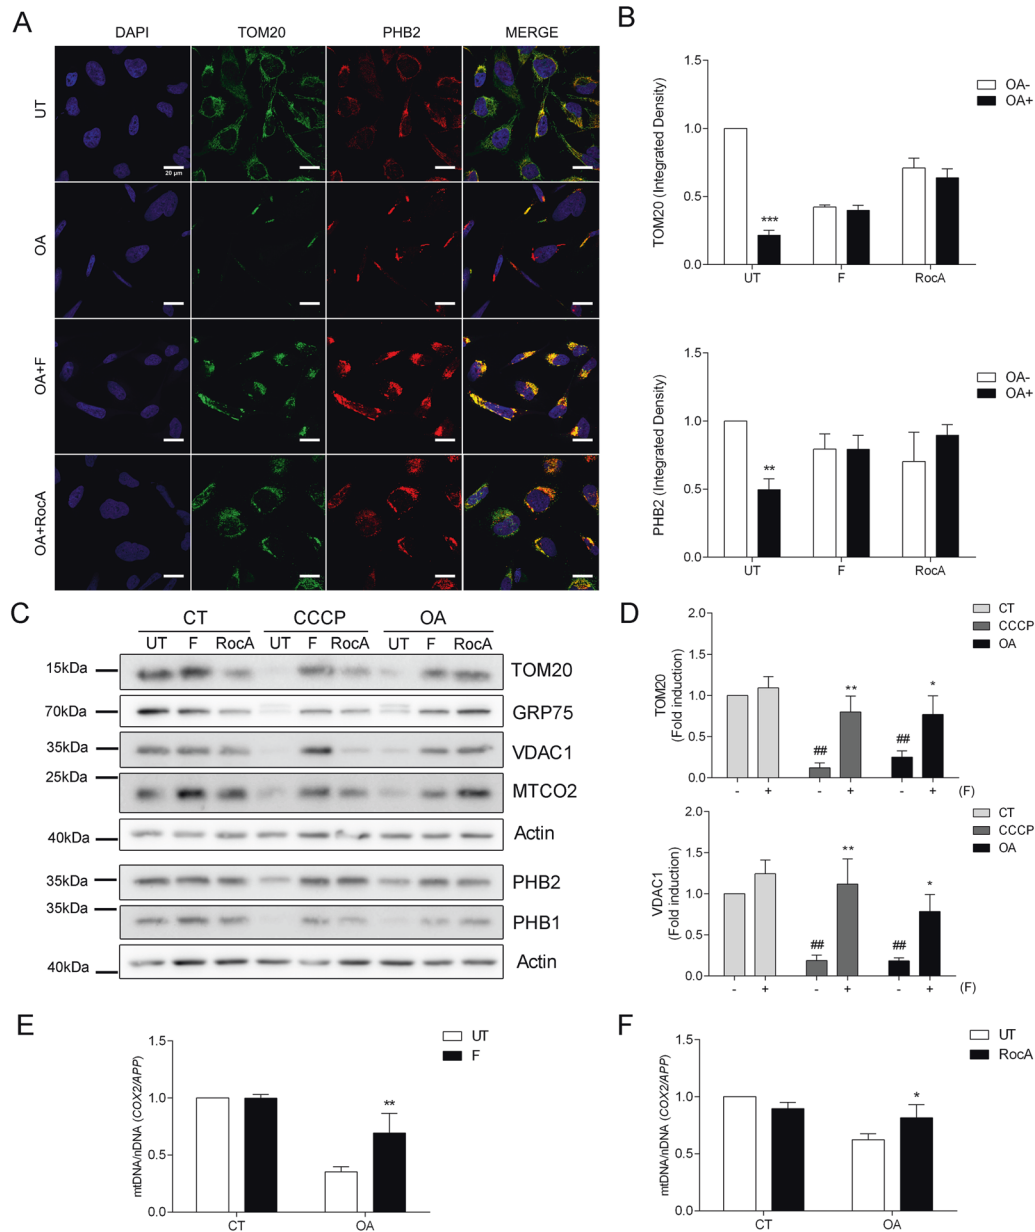 A
DAPI TOM20 PHB2 MERGE
UT
20 µm
OA
OA+F
OA+RocA
B
TOM20 (Integrated Density)
1.5
1.0
0.5
0.0
UT F RocA
OA-
OA+
***
PHB2 (Integrated Density)
1.5
1.0
0.5
0.0
UT F RocA
OA-
OA+
**
C
CT CCCP OA
UT F RocA UT F RocA UT F RocA
15kDa TOM20
70kDa GRP75
35kDa VDAC1
25kDa MTCO2
40kDa Actin
35kDa PHB2
35kDa PHB1
40kDa Actin
D
TOM20
(Fold induction)
2.0
1.5
1.0
0.5
0.0
CT
CCCP
OA
## ** ## *
- + - + - + (F)
VDAC1
(Fold induction)
2.0
1.5
1.0
0.5
0.0
CT
CCCP
OA
## ** ## *
- + - + - + (F)
E
mtDNA/nDNA (COX2/APP)
1.5
1.0
0.5
0.0
CT OA
UT
F
**
F
mtDNA/nDNA (COX2/APP)
1.5
1.0
0.5
0.0
CT OA
UT
RocA
*